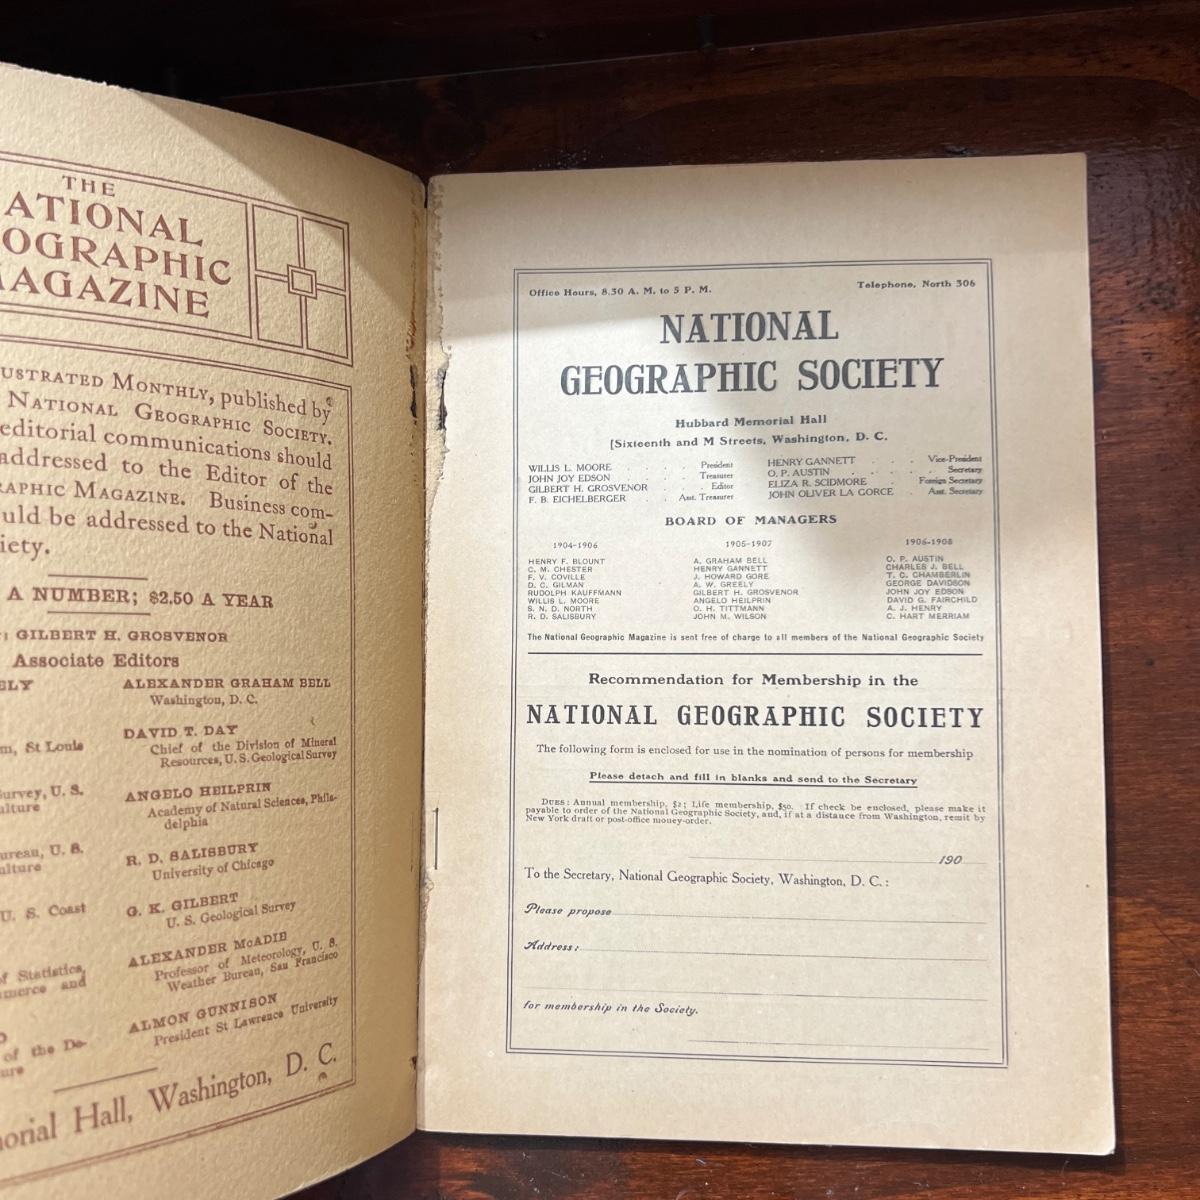 THE
ATIONAL
OGRAPHIC
MAGAZINE
USTRATED MONTHLY, published by
NATIONAL GEOGRAPHIC SOCIETY.
editorial communications should
addressed to the Editor of the
RAPHIC MAGAZINE. Business com-
uld be addressed to the National
iety.
A NUMBER; $2.50 A YEAR
: GILBERT H. GROSVENOR
Associate Editors
ELY
ALEXANDER GRAHAM BELL
Washington, D. C.
DAVID T. DAY
m, St Louis
Chief of the Division of Mineral
Resources, U. S. Geological Survey
ANGELO HEILPRIN
urvey, U. S.
ulture
Academy of Natural Sciences, Phila-
delphia
R. D. SALISBURY
ureau, U. S.
ulture
University of Chicago
G. K. GILBERT
U. S. Coast
U. S. Geological Survey
ALEXANDER McADIE
of Statistics,
merce and
Professor of Meteorology, U. S.
Weather Bureau, San Francisco
ALMON GUNNISON
of the De-
ure
President St Lawrence University
orial Hall, Washington, D. C.
Office Hours, 8.30 A. M. to 5 P. M. Telephone, North 306
NATIONAL
GEOGRAPHIC SOCIETY
Hubbard Memorial Hall
[Sixteenth and M Streets, Washington, D. C.
WILLIS L. MOORE . . . President HENRY GANNETT . . . Vice-President
JOHN JOY EDSON . . . Treasurer O. P. AUSTIN . . . . . Secretary
GILBERT H. GROSVENOR . . Editor ELIZA R. SCIDMORE . . Foreign Secretary
F. B. EICHELBERGER . . Asst. Treasurer JOHN OLIVER LA GORCE . Asst. Secretary
BOARD OF MANAGERS
1904-1906 1905-1907 1906-1908
HENRY F. BLOUNT A. GRAHAM BELL O. P. AUSTIN
C. M. CHESTER HENRY GANNETT CHARLES J. BELL
F. V. COVILLE J. HOWARD GORE T. C. CHAMBERLIN
D. C. GILMAN A. W. GREELY GEORGE DAVIDSON
RUDOLPH KAUFFMANN GILBERT H. GROSVENOR JOHN JOY EDSON
WILLIS L. MOORE ANGELO HEILPRIN DAVID G. FAIRCHILD
S. N. D. NORTH O. H. TITTMANN A. J. HENRY
R. D. SALISBURY JOHN M. WILSON C. HART MERRIAM
The National Geographic Magazine is sent free of charge to all members of the National Geographic Society
Recommendation for Membership in the
NATIONAL GEOGRAPHIC SOCIETY
The following form is enclosed for use in the nomination of persons for membership
Please detach and fill in blanks and send to the Secretary
DUES: Annual membership, $2; Life membership, $50. If check be enclosed, please make it
payable to order of the National Geographic Society, and, if at a distance from Washington, remit by
New York draft or post-office money-order.
190
To the Secretary, National Geographic Society, Washington, D. C.:
Please propose
Address:
for membership in the Society.